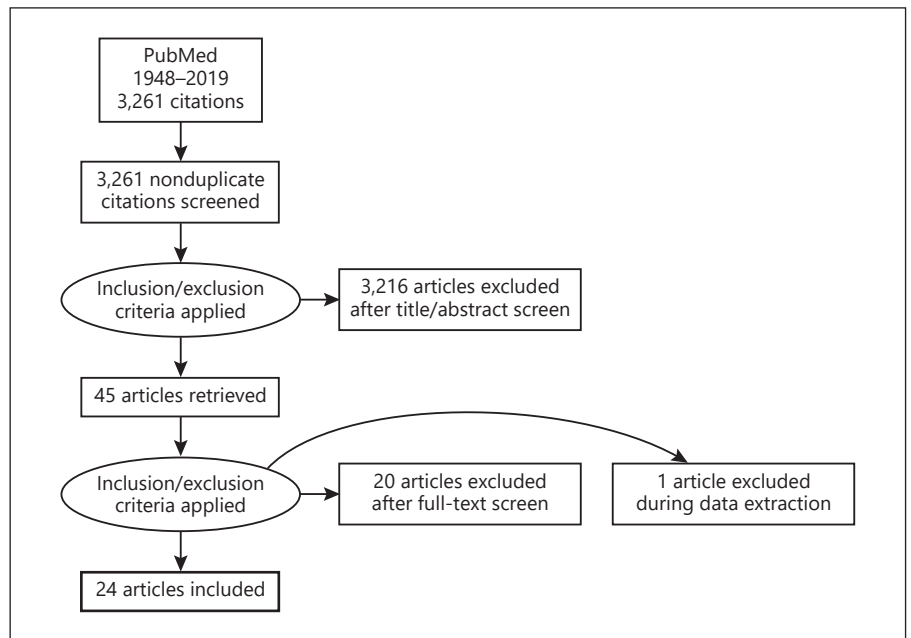 PubMed
1948–2019
3,261 citations
3,261 nonduplicate
citations screened
Inclusion/exclusion
criteria applied
3,216 articles excluded
after title/abstract screen
45 articles retrieved
Inclusion/exclusion
criteria applied
20 articles excluded
after full-text screen
1 article excluded
during data extraction
24 articles included